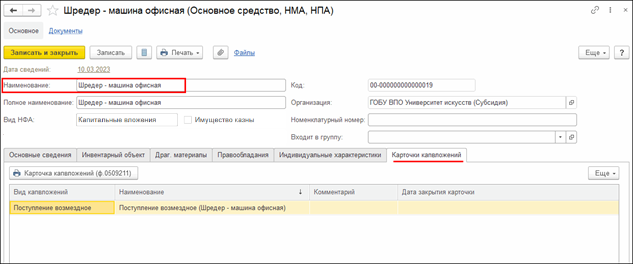 Шредер - машина офисная (Основное средство, НМА, НПА)
Основное Документы
Записать и закрыть Записать Печать Файлы Еще ?
Дата сведений: 10.03.2023
Наименование: Шредер - машина офисная Код: 00-000000000000019
Полное наименование: Шредер - машина офисная Организация: ГОБУ ВПО Университет искусств (Субсидия)
Вид НФА: Капитальные вложения Имущество казны Номенклатурный номер:
Входит в группу:
Основные сведения Инвентарный объект Драг. материалы Правообладания Индивидуальные характеристики Карточки капвложений
Карточка капвложений (ф.0509211) Еще
Вид капвложений Наименование ↓ Комментарий Дата закрытия карточки
Поступление возмездное Поступление возмездное (Шредер - машина офисная)